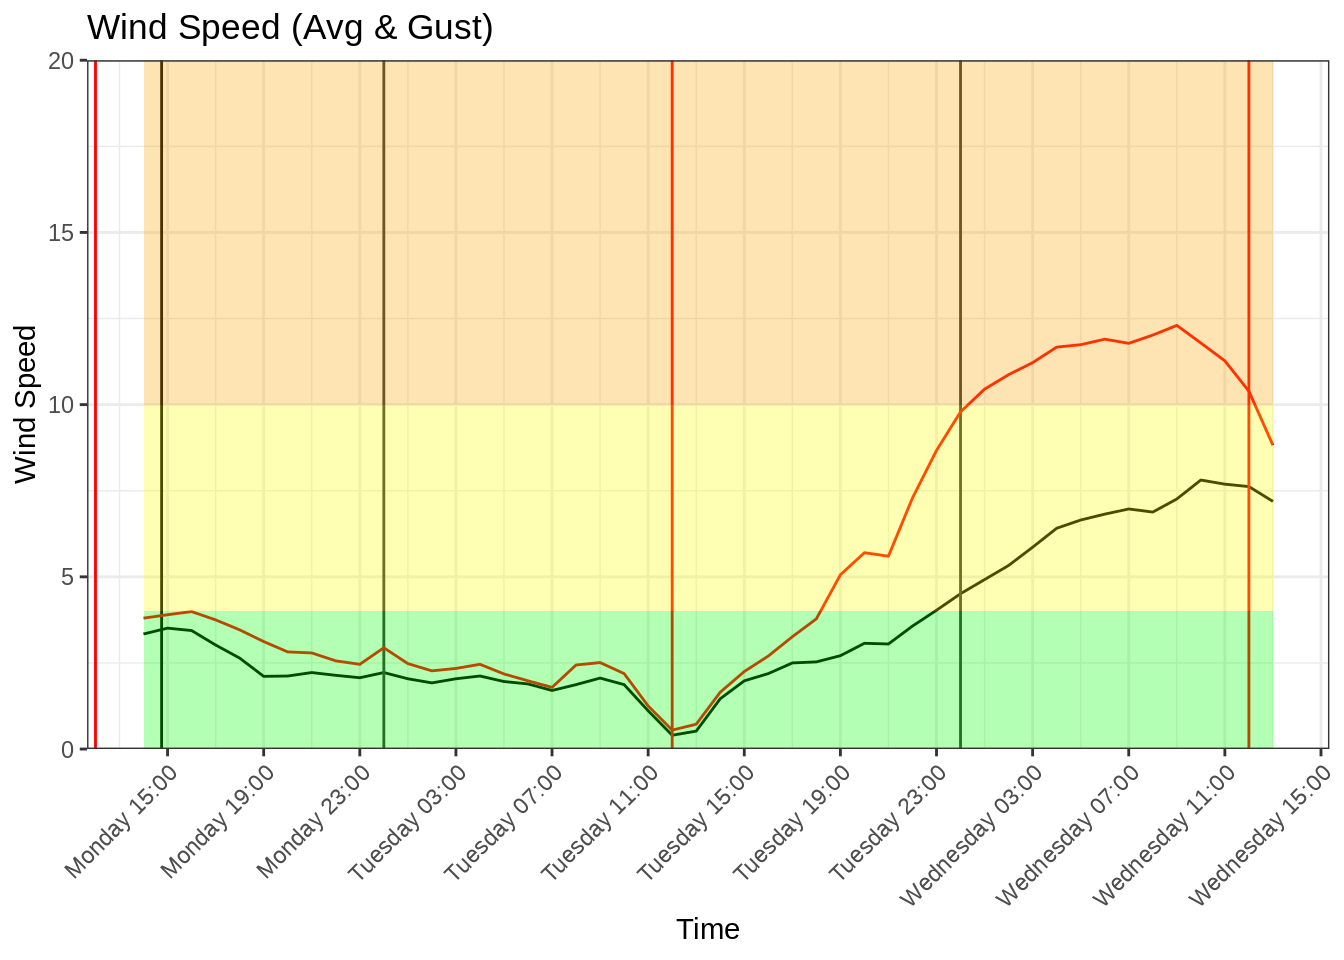 Wind Speed (Avg & Gust)
20
15
10
5
0
Wind Speed
Monday 15:00
Monday 19:00
Monday 23:00
Tuesday 03:00
Tuesday 07:00
Tuesday 11:00
Tuesday 15:00
Tuesday 19:00
Tuesday 23:00
Wednesday 03:00
Wednesday 07:00
Wednesday 11:00
Wednesday 15:00
Time